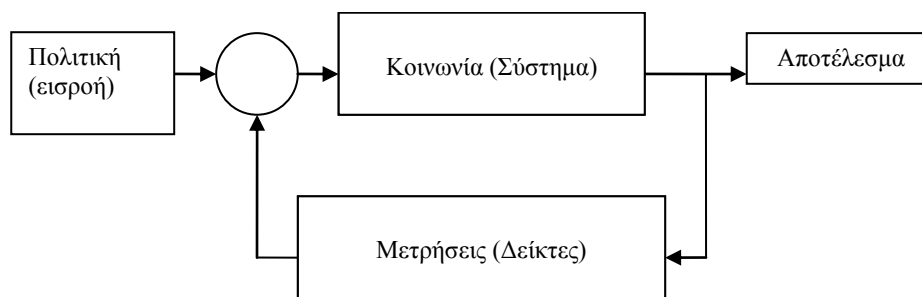 Πολιτική
(εισροή)
Κοινωνία (Σύστημα)
Αποτέλεσμα
Μετρήσεις (Δείκτες)